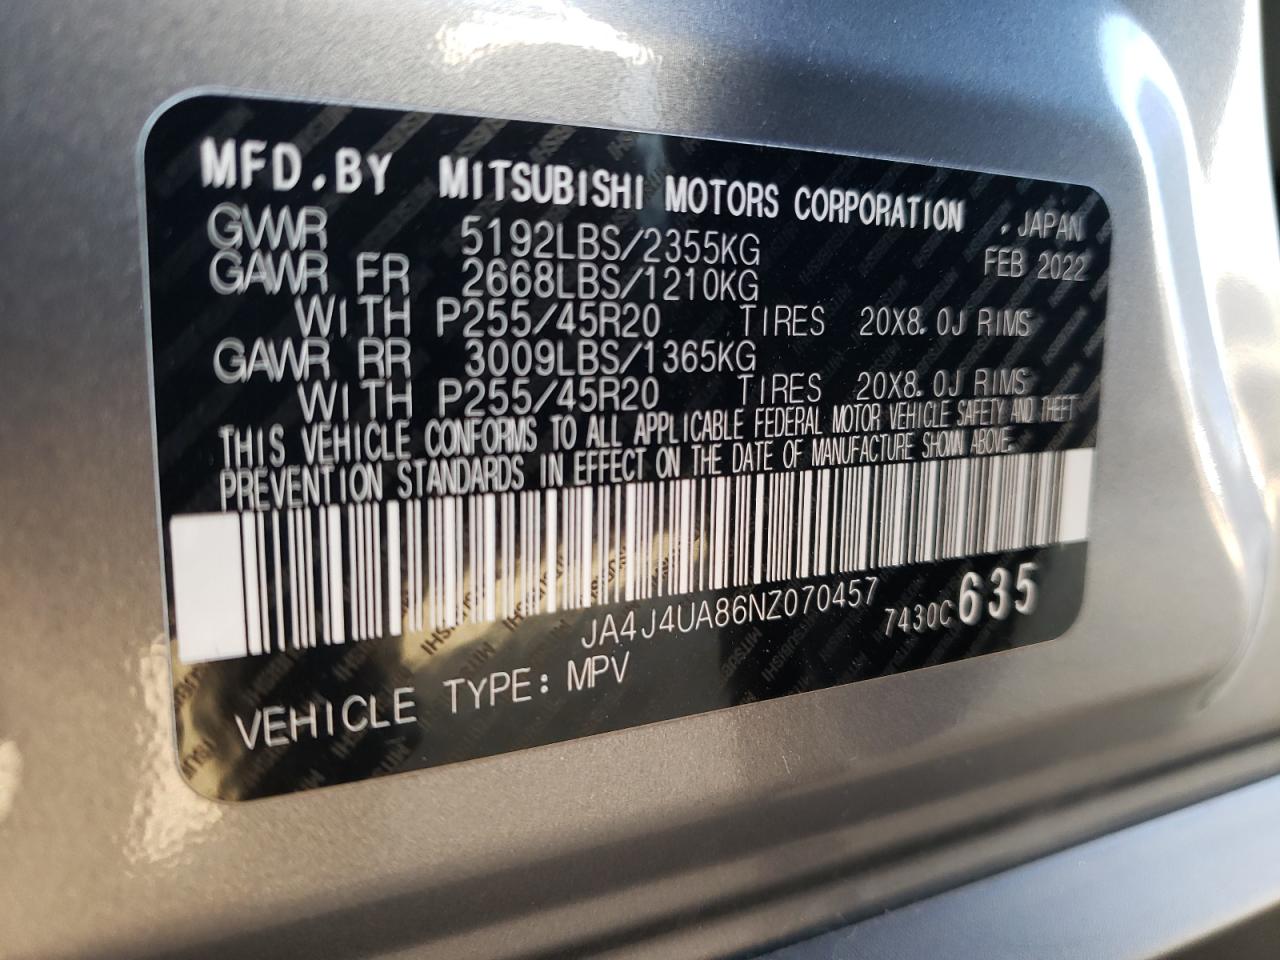 MFD.BY MITSUBISHI MOTORS CORPORATION .JAPAN
GVWR 5192LBS/2355KG FEB 2022
GAWR FR 2668LBS/1210KG
WITH P255/45R20 TIRES 20X8.0J RIMS
GAWR RR 3009LBS/1365KG
WITH P255/45R20 TIRES 20X8.0J RIMS
THIS VEHICLE CONFORMS TO ALL APPLICABLE FEDERAL MOTOR VEHICLE SAFETY AND THEFT
PREVENTION STANDARDS IN EFFECT ON THE DATE OF MANUFACTURE SHOWN ABOVE.
JA4J4UA86NZ070457 7430C 635
VEHICLE TYPE: MPV